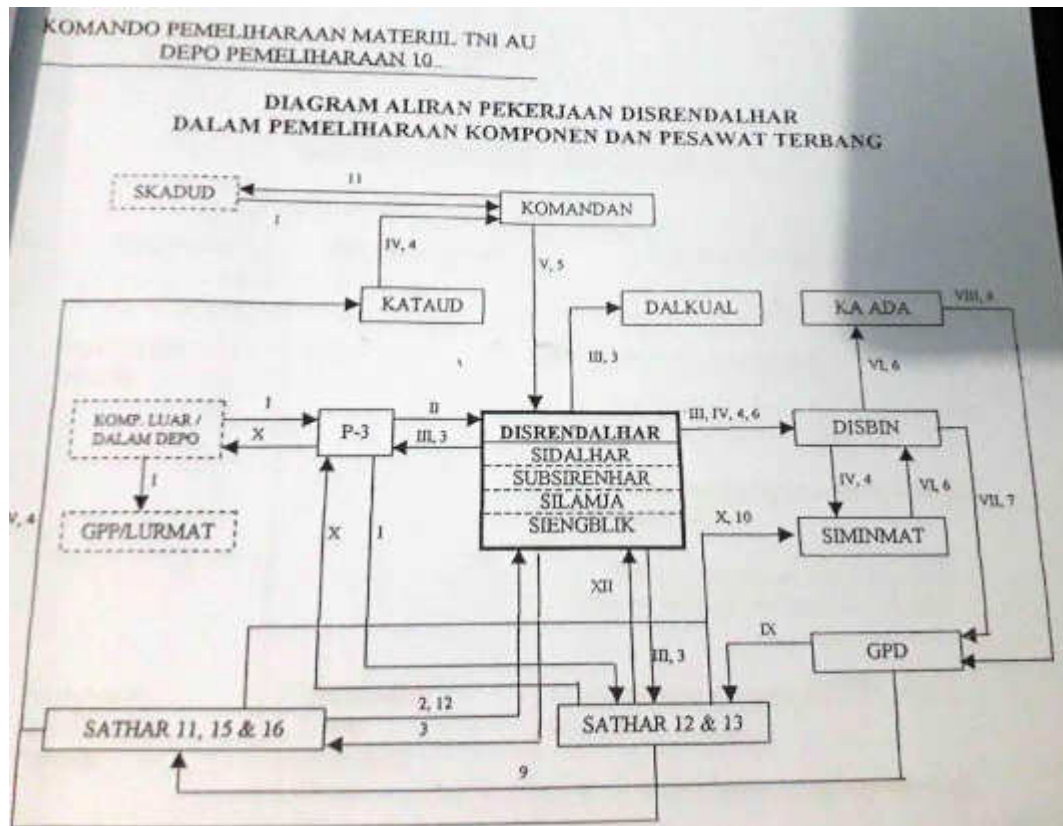 KOMANDO PEMELIHARAAN MATERIIL TNI AU
DEPO PEMELIHARAAN 10
DIAGRAM ALIRAN PEKERJAAN DISRENDALHAR
DALAM PEMELIHARAAN KOMPONEN DAN PESAWAT TERBANG
SKADUD
11
I
KOMANDAN
IV, 4
V, 5
KATAUD
DALKUAL
KA ADA
III, 3
VI, 6
KOMP. LUAR /
DALAM DEPO
I
X
P-3
II
III, 3
DISRENDALHAR
SIDALHAR
SUBSIRENHAR
SILAMJA
SIENGBLIK
III, IV, 4, 6
DISBIN
I
IV, 4
VI, 6
VII, 7
GPP/LURMAT
X
I
X, 10
SIMINMAT
XII
III, 3
IX
GPD
SATHAR 11, 15 & 16
2, 12
3
SATHAR 12 & 13
9